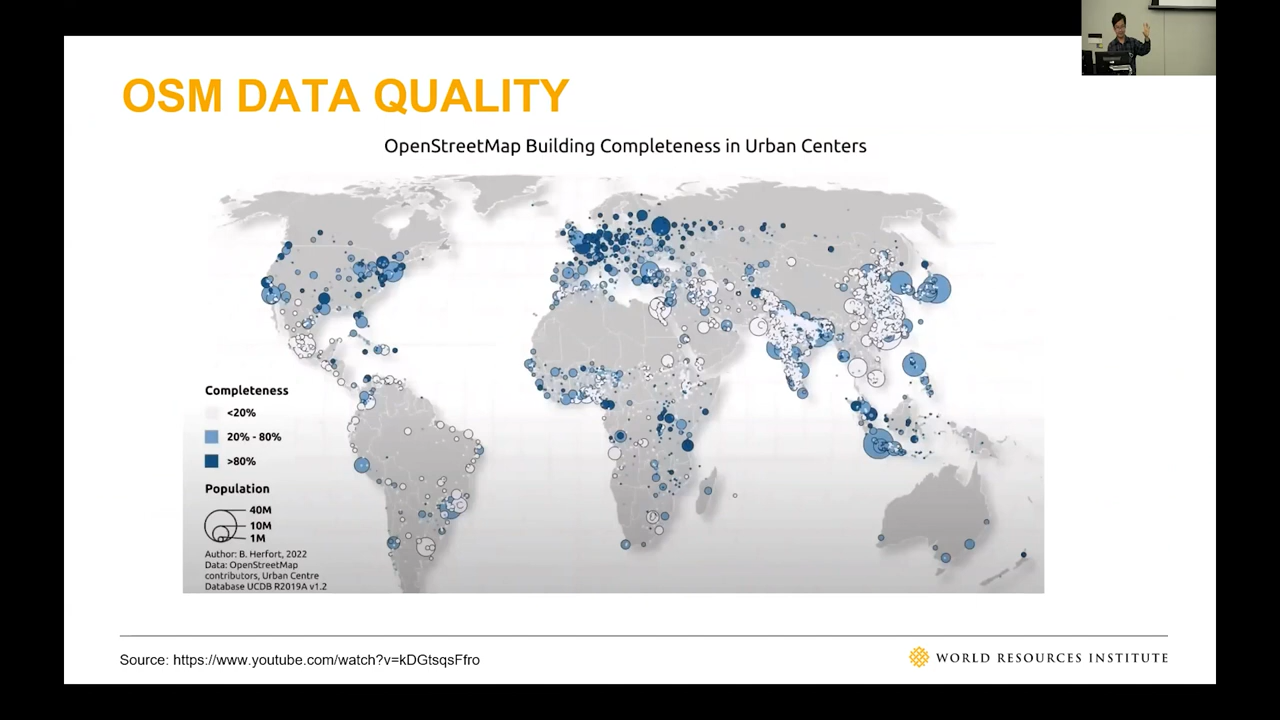 OSM DATA QUALITY
OpenStreetMap Building Completeness in Urban Centers
Completeness
<20%
20% - 80%
>80%
Population
40M
10M
1M
Author: B. Herfort, 2022
Data: OpenStreetMap
contributors, Urban Centre
Database UCDB R2019A v1.2
Source: https://www.youtube.com/watch?v=kDGtsqsFfro
WORLD RESOURCES INSTITUTE